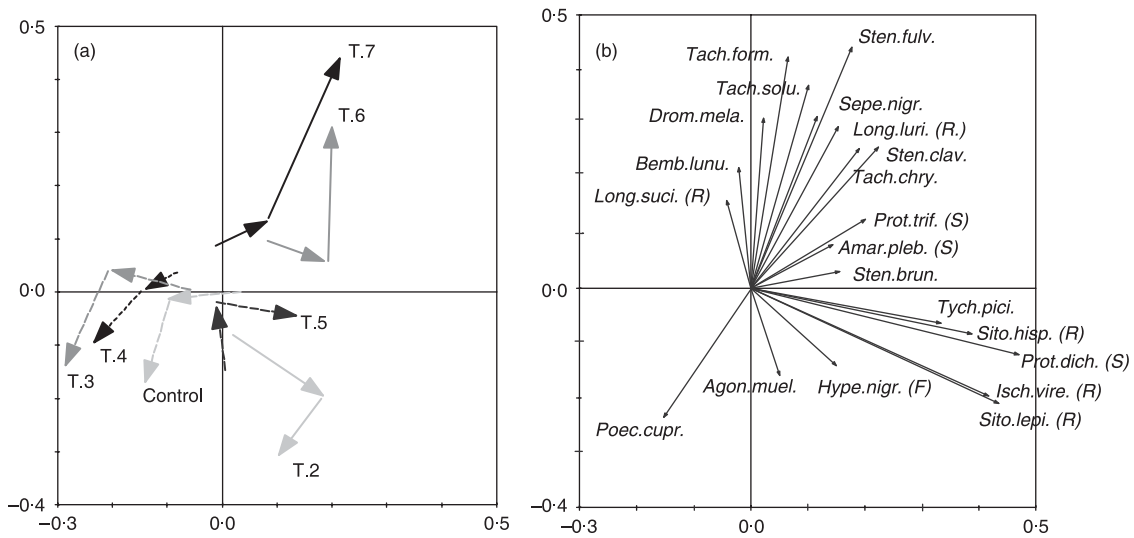 0·5
(a)
T.7
T.6
0.0
T.5
T.4
T.3
Control
T.2
−0·4
−0·3
0·0
0·5
0·5
(b)
Sten.fulv.
Tach.form.
Tach.solu.
Sepe.nigr.
Drom.mela.
Long.luri. (R.)
Sten.clav.
Bemb.lunu.
Tach.chry.
Long.suci. (R)
Prot.trif. (S)
Amar.pleb. (S)
Sten.brun.
0·0
Tych.pici.
Sito.hisp. (R)
Prot.dich. (S)
Agon.muel.
Hype.nigr. (F)
Isch.vire. (R)
Sito.lepi. (R)
Poec.cupr.
−0·4
−0·3
0·0
0·5